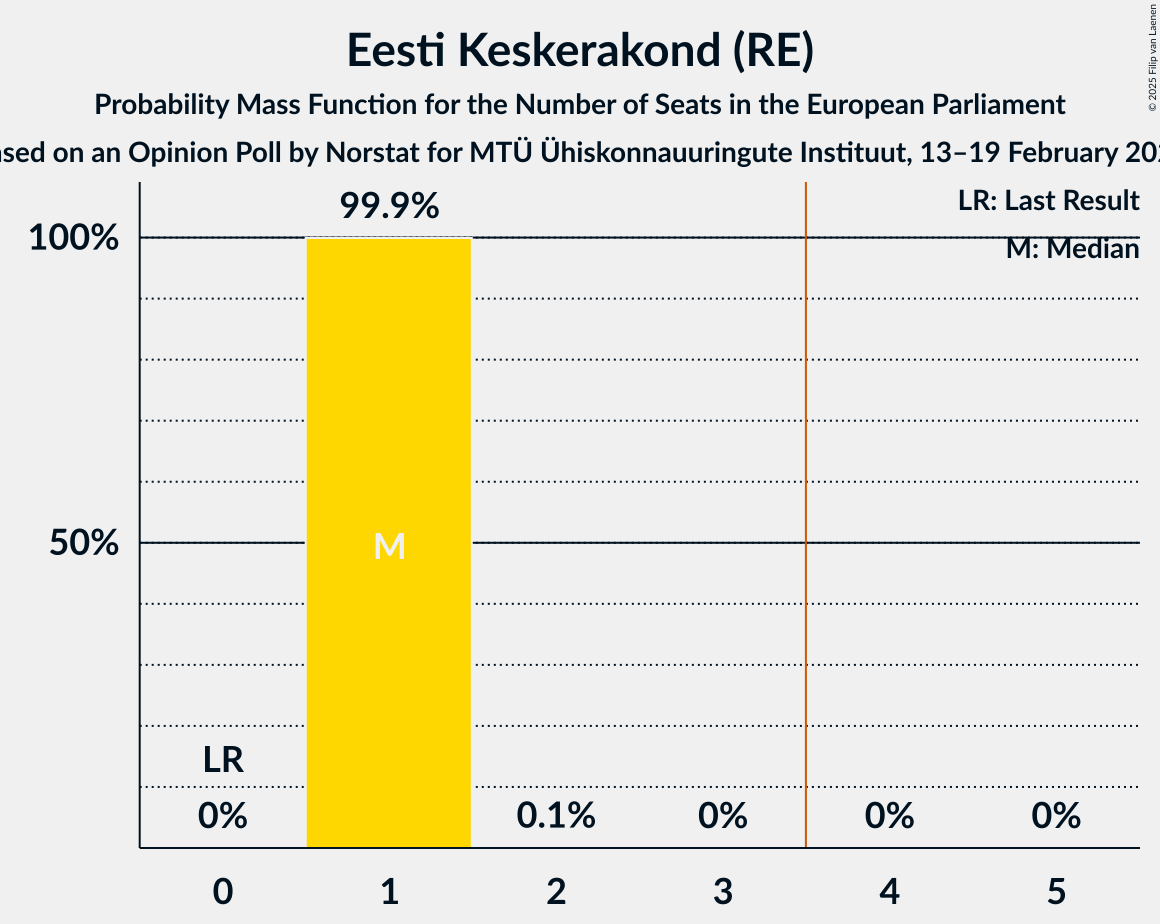 Eesti Keskerakond (RE)
Probability Mass Function for the Number of Seats in the European Parliament
on an Opinion Poll by Norstat for MTÜ Ühiskonnauuringute Instituut, 13–19 February
© 2025 Filip van Laenen
LR: Last Result
M: Median
99.9%
100%
50%
M
LR
0%
0.1%
0%
0%
0%
0
1
2
3
4
5